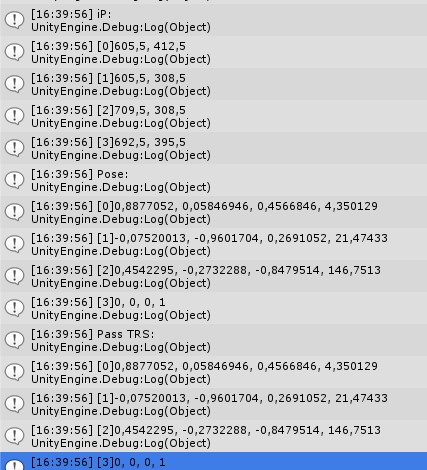 [16:39:56] iP:
UnityEngine.Debug:Log(Object)
[16:39:56] [0]605,5, 412,5
UnityEngine.Debug:Log(Object)
[16:39:56] [1]605,5, 308,5
UnityEngine.Debug:Log(Object)
[16:39:56] [2]709,5, 308,5
UnityEngine.Debug:Log(Object)
[16:39:56] [3]692,5, 395,5
UnityEngine.Debug:Log(Object)
[16:39:56] Pose:
UnityEngine.Debug:Log(Object)
[16:39:56] [0]0,8877052, 0,05846946, 0,4566846, 4,350129
UnityEngine.Debug:Log(Object)
[16:39:56] [1]-0,07520013, -0,9601704, 0,2691052, 21,47433
UnityEngine.Debug:Log(Object)
[16:39:56] [2]0,4542295, -0,2732288, -0,8479514, 146,7513
UnityEngine.Debug:Log(Object)
[16:39:56] [3]0, 0, 0, 1
UnityEngine.Debug:Log(Object)
[16:39:56] Pass TRS:
UnityEngine.Debug:Log(Object)
[16:39:56] [0]0,8877052, 0,05846946, 0,4566846, 4,350129
UnityEngine.Debug:Log(Object)
[16:39:56] [1]-0,07520013, -0,9601704, 0,2691052, 21,47433
UnityEngine.Debug:Log(Object)
[16:39:56] [2]0,4542295, -0,2732288, -0,8479514, 146,7513
UnityEngine.Debug:Log(Object)
[16:39:56] [3]0, 0, 0, 1